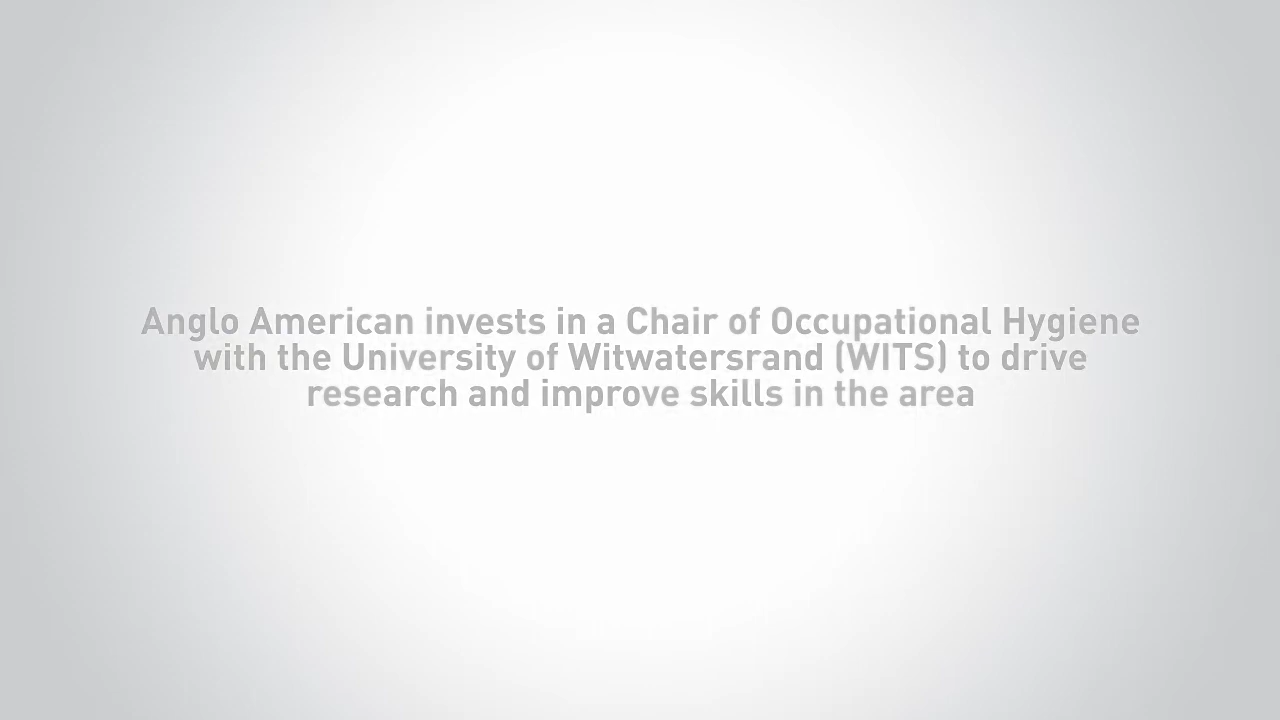 Anglo American invests in a Chair of Occupational Hygiene
with the University of Witwatersrand (WITS) to drive
research and improve skills in the area